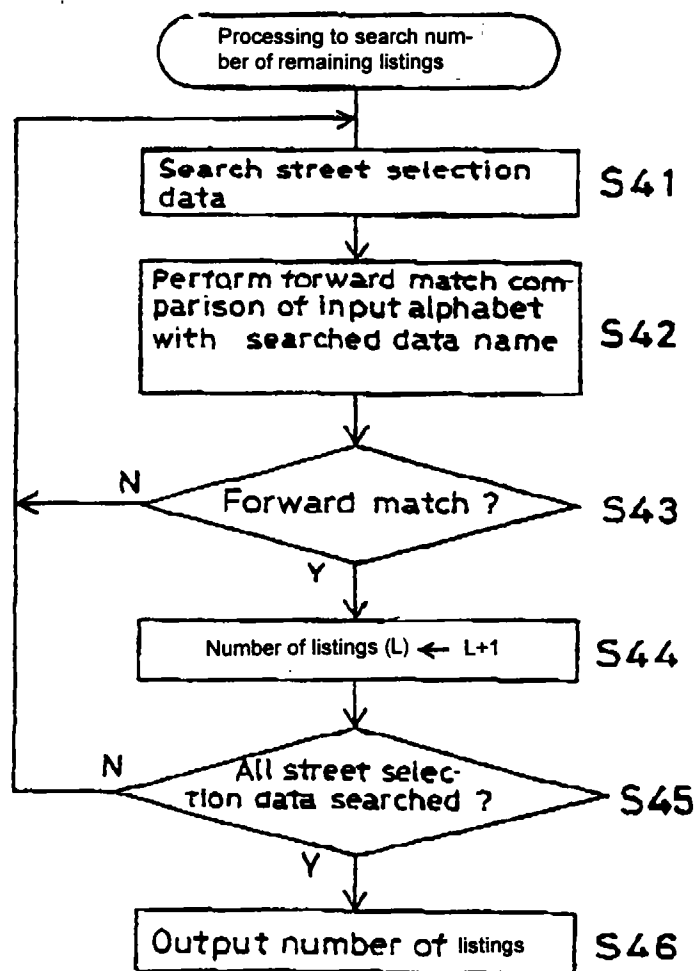 Processing to search num-
ber of remaining listings
Search street selection
data
S41
Perform forward match com-
parison of input alphabet
with searched data name
S42
N
Forward match ?
S43
Y
Number of listings (L) ← L+1
S44
N
All street selec-
tion data searched ?
S45
Y
Output number of listings
S46